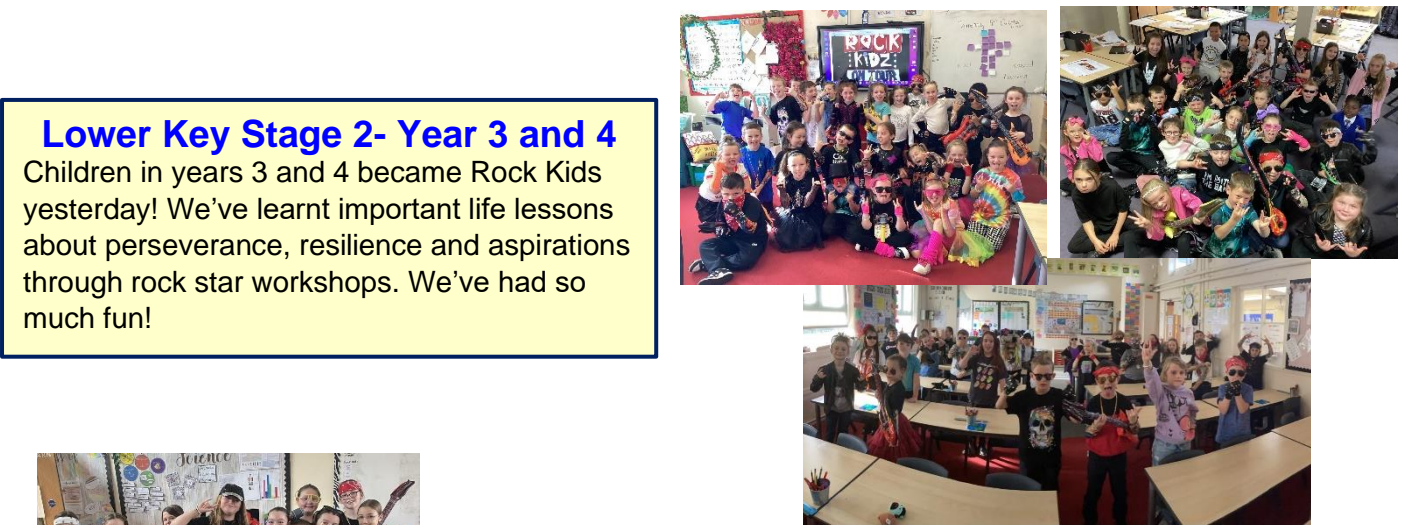 Lower Key Stage 2- Year 3 and 4
Children in years 3 and 4 became Rock Kids
yesterday! We've learnt important life lessons
about perseverance, resilience and aspirations
through rock star workshops. We've had so
much fun!
ROCK
KIDZ
ON TOUR
Science